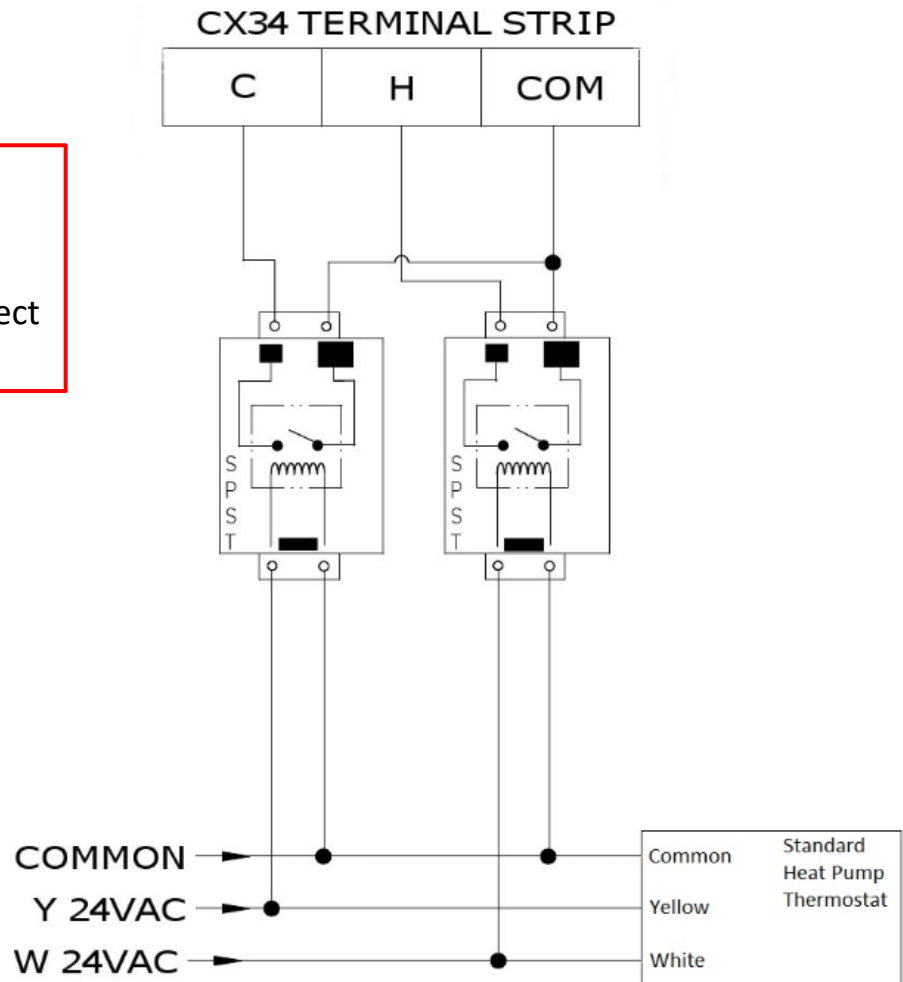 CX34 TERMINAL STRIP
C H COM
ect
S
P
S
T
S
P
S
T
COMMON
Y 24VAC
W 24VAC
Common
Yellow
White
Standard
Heat Pump
Thermostat